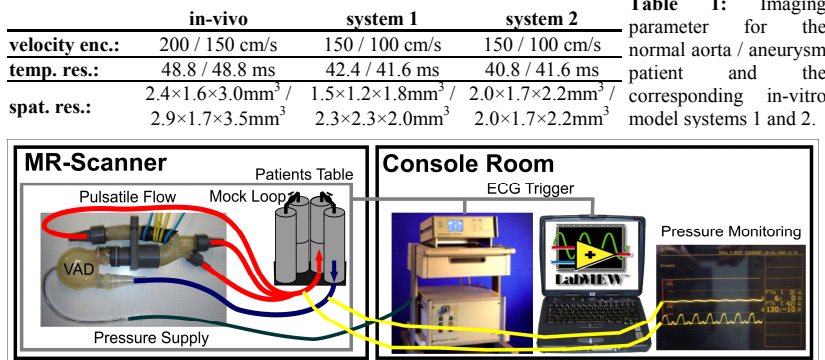 in-vivo system 1 system 2
velocity enc.: 200 / 150 cm/s 150 / 100 cm/s 150 / 100 cm/s
temp. res.: 48.8 / 48.8 ms 42.4 / 41.6 ms 40.8 / 41.6 ms
spat. res.: 2.4×1.6×3.0mm³ / 1.5×1.2×1.8mm³ / 2.0×1.7×2.2mm³ /
2.9×1.7×3.5mm³ 2.3×2.3×2.0mm³ 2.0×1.7×2.2mm³
Table 1: Imaging
parameter for the
normal aorta / aneurysm
patient and the
corresponding in-vitro
model systems 1 and 2.
MR-Scanner
Patients Table
Pulsatile Flow
Mock Loop
VAD
Pressure Supply
Console Room
ECG Trigger
LabVIEW
Pressure Monitoring